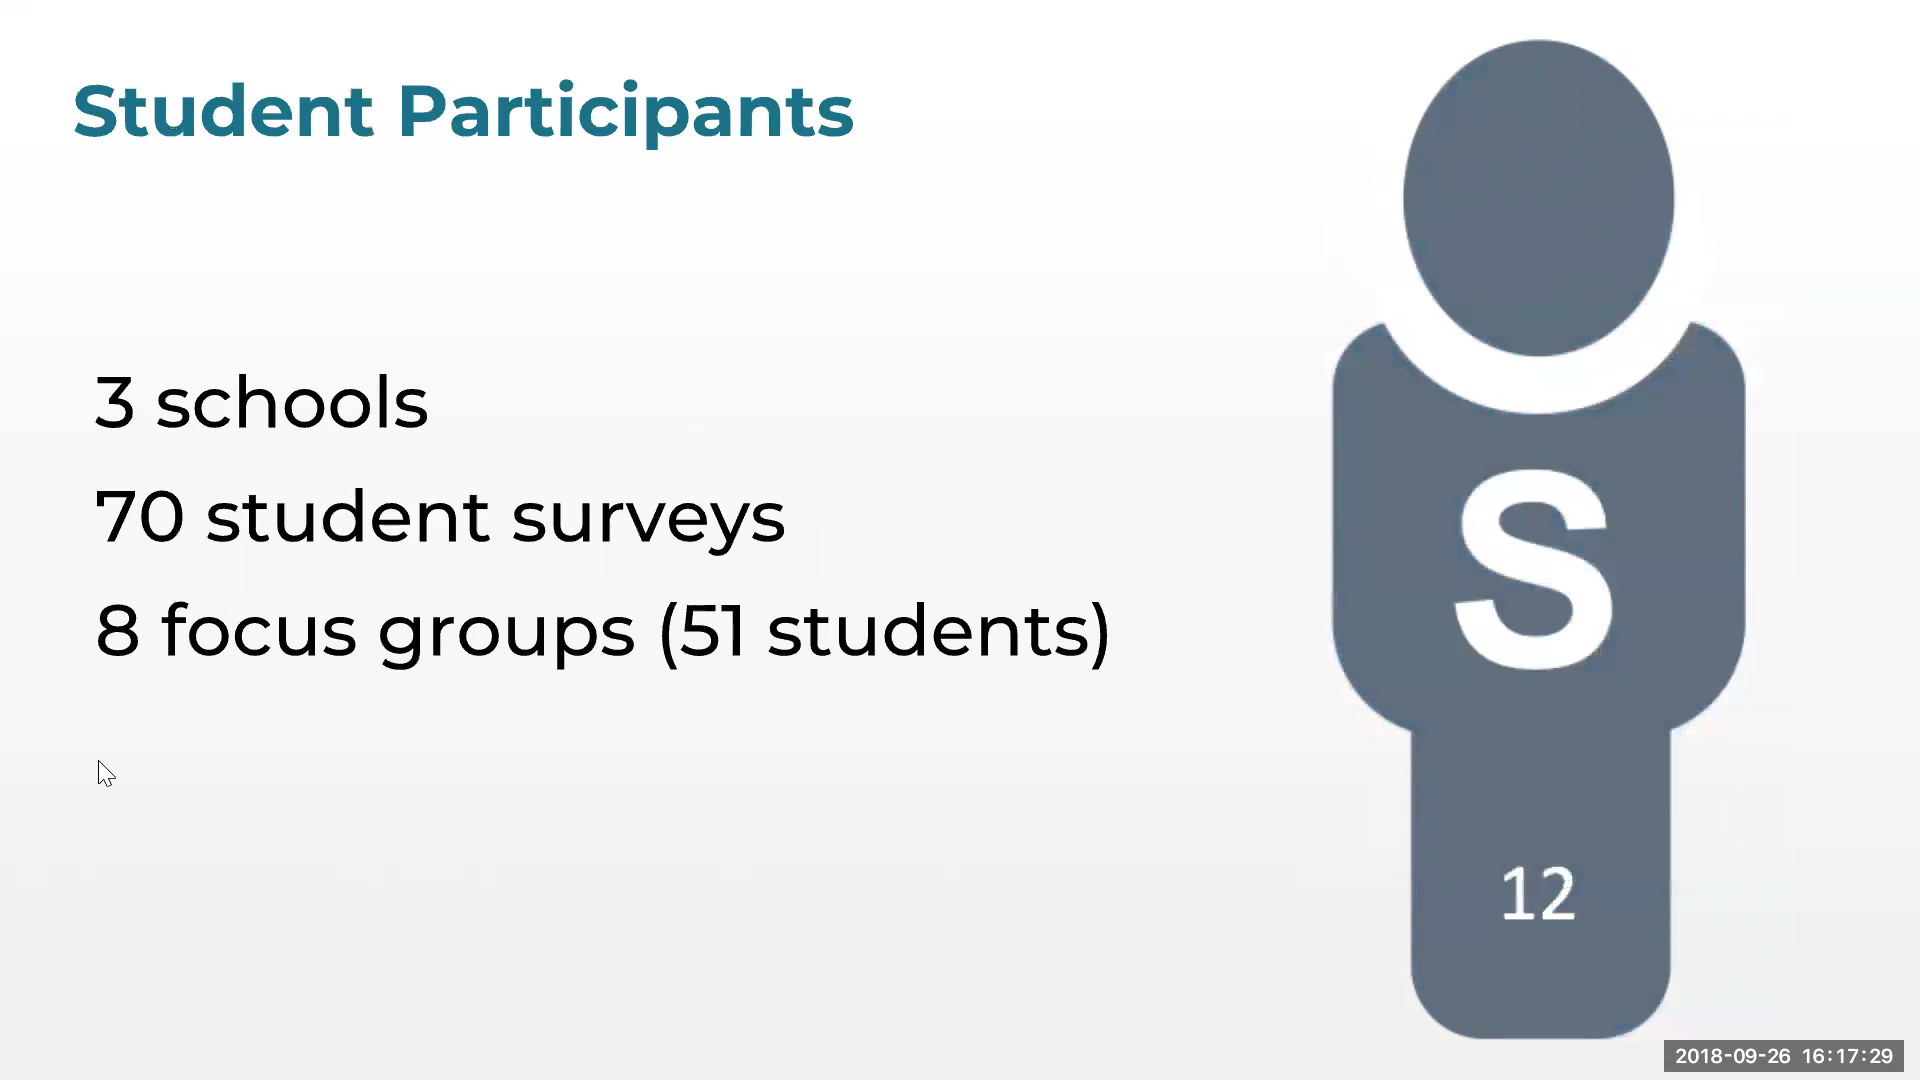 Student Participants
3 schools
70 student surveys
8 focus groups (51 students)
S
12
2018-09-26 16:17:29